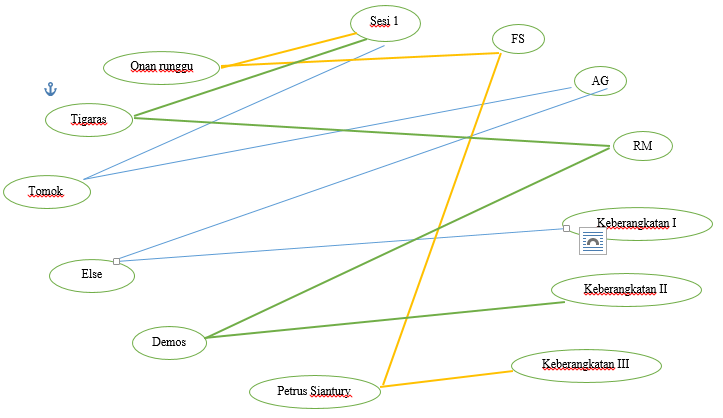 Sesi 1
FS
Onan runggu
AG
Tigaras
RM
Tomok
Keberangkatan I
Else
Keberangkatan II
Demos
Keberangkatan III
Petrus Siantury